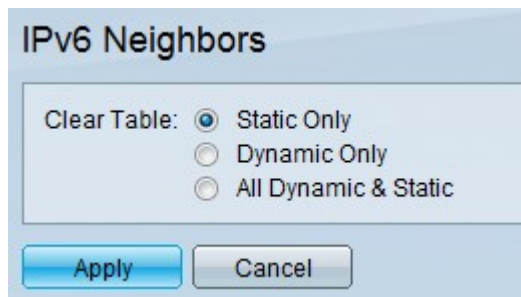 IPv6 Neighbors
Clear Table: Static Only
Dynamic Only
All Dynamic & Static
Apply Cancel